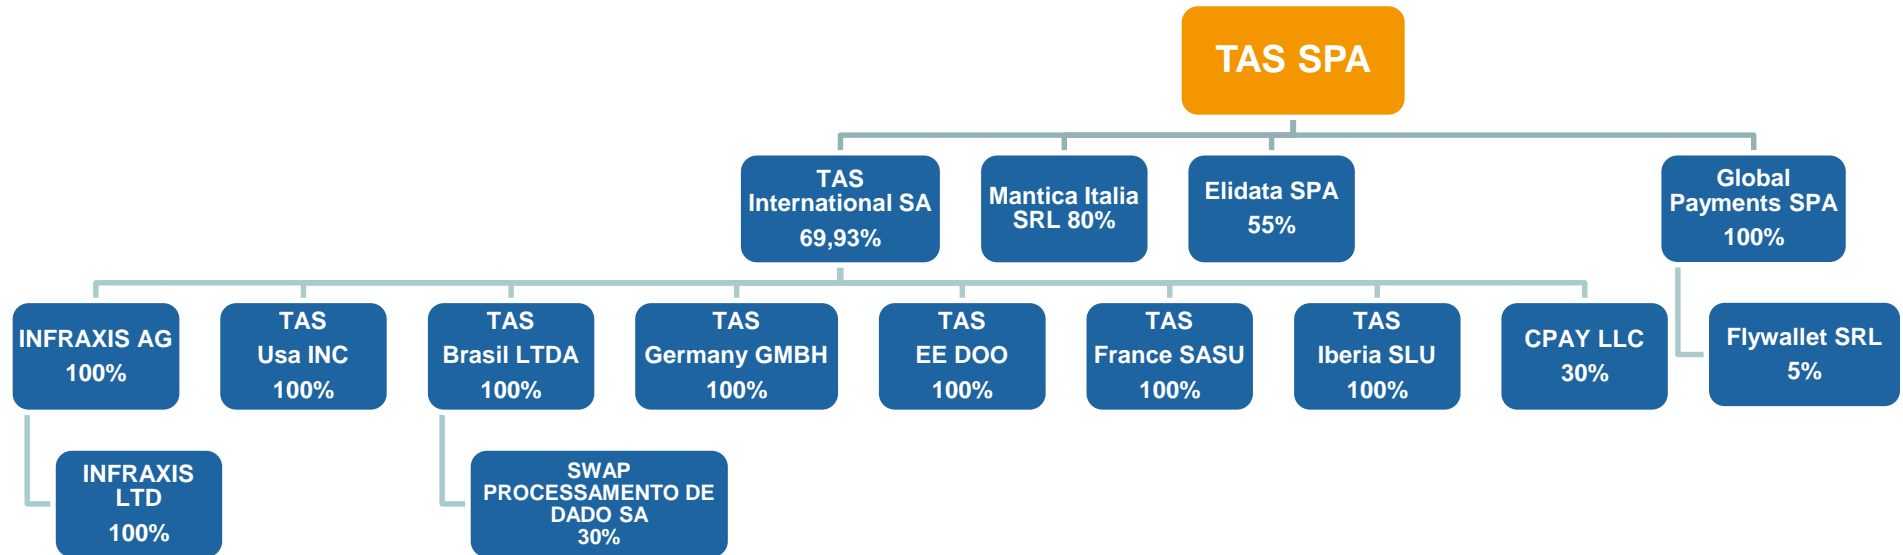 TAS SPA
TAS
International SA
69,93%
Mantica Italia
SRL 80%
Elidata SPA
55%
Global
Payments SPA
100%
INFRAXIS AG
100%
TAS
Usa INC
100%
TAS
Brasil LTDA
100%
TAS
Germany GMBH
100%
TAS
EE DOO
100%
TAS
France SASU
100%
TAS
Iberia SLU
100%
CPAY LLC
30%
Flywallet SRL
5%
INFRAXIS
LTD
100%
SWAP
PROCESSAMENTO DE
DADO SA
30%